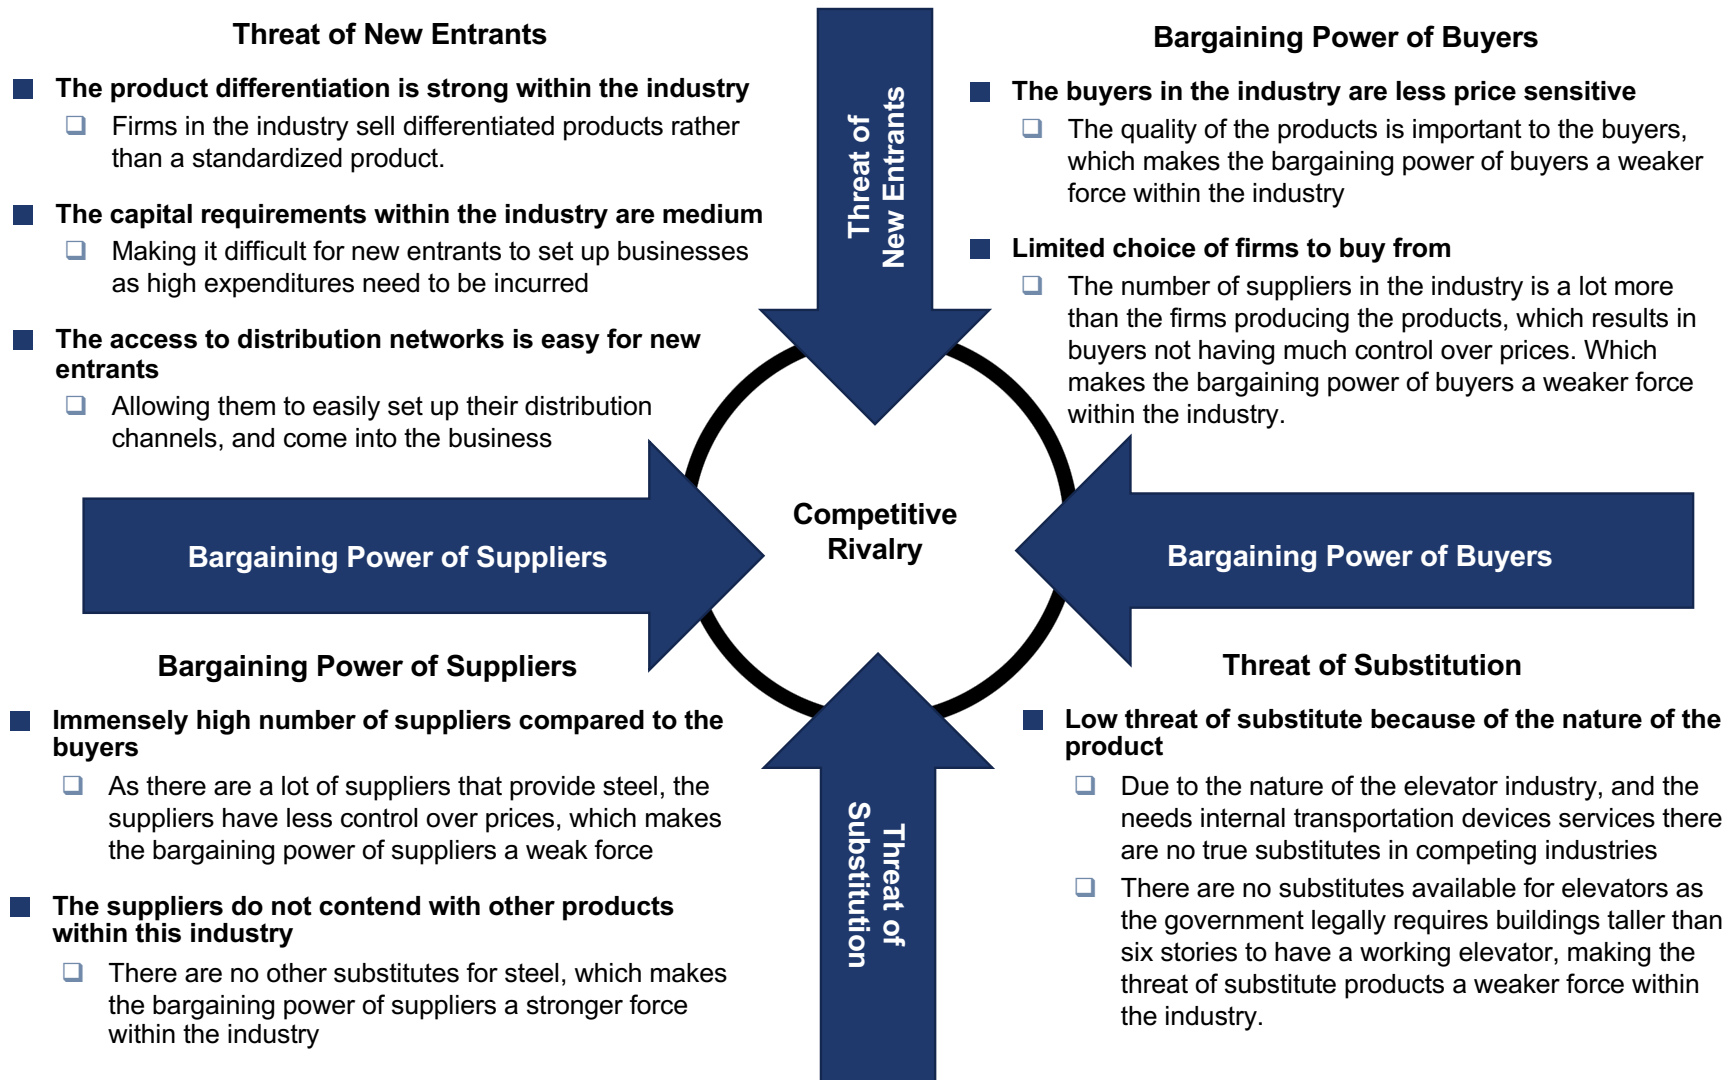 Threat of New Entrants
The product differentiation is strong within the industry
Firms in the industry sell differentiated products rather
than a standardized product.
The capital requirements within the industry are medium
Making it difficult for new entrants to set up businesses
as high expenditures need to be incurred
The access to distribution networks is easy for new
entrants
Allowing them to easily set up their distribution
channels, and come into the business
Threat of
New Entrants
Bargaining Power of Buyers
The buyers in the industry are less price sensitive
The quality of the products is important to the buyers,
which makes the bargaining power of buyers a weaker
force within the industry
Limited choice of firms to buy from
The number of suppliers in the industry is a lot more
than the firms producing the products, which results in
buyers not having much control over prices. Which
makes the bargaining power of buyers a weaker force
within the industry.
Bargaining Power of Suppliers
Competitive
Rivalry
Bargaining Power of Buyers
Bargaining Power of Suppliers
Immensely high number of suppliers compared to the
buyers
As there are a lot of suppliers that provide steel, the
suppliers have less control over prices, which makes
the bargaining power of suppliers a weak force
The suppliers do not contend with other products
within this industry
There are no other substitutes for steel, which makes
the bargaining power of suppliers a stronger force
within the industry
Threat of
Substitution
Threat of Substitution
Low threat of substitute because of the nature of the
product
Due to the nature of the elevator industry, and the
needs internal transportation devices services there
are no true substitutes in competing industries
There are no substitutes available for elevators as
the government legally requires buildings taller than
six stories to have a working elevator, making the
threat of substitute products a weaker force within
the industry.